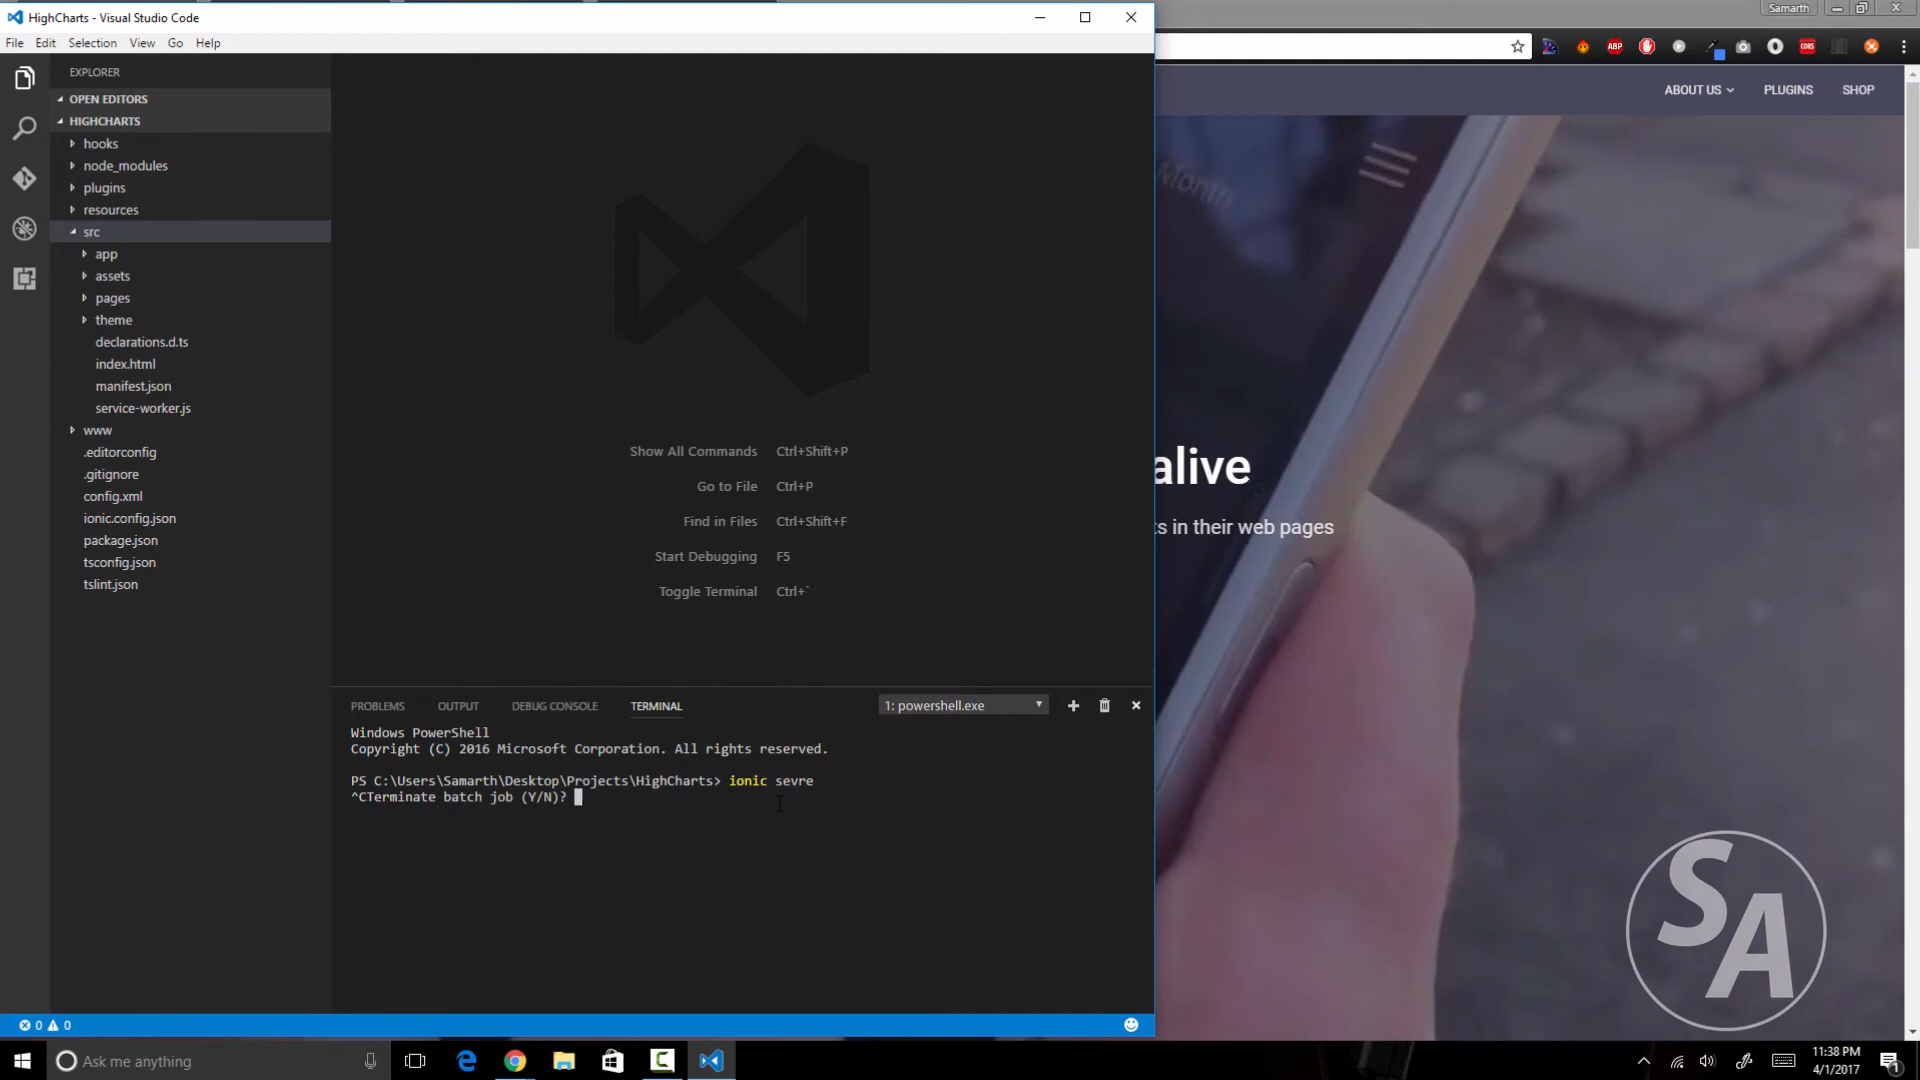 HighCharts - Visual Studio Code
Samarth
File Edit Selection View Go Help
ABP
CORS
EXPLORER
OPEN EDITORS
HIGHCHARTS
hooks
node_modules
plugins
resources
src
app
assets
pages
theme
declarations.d.ts
index.html
manifest.json
service-worker.js
www
.editorconfig
.gitignore
config.xml
ionic.config.json
package.json
tsconfig.json
tslint.json
Show All Commands Ctrl+Shift+P
Go to File Ctrl+P
Find in Files Ctrl+Shift+F
Start Debugging F5
Toggle Terminal Ctrl+`
ABOUT US PLUGINS SHOP
Month
alive
ts in their web pages
PROBLEMS OUTPUT DEBUG CONSOLE TERMINAL 1: powershell.exe
Windows PowerShell
Copyright (C) 2016 Microsoft Corporation. All rights reserved.
PS C:\Users\Samarth\Desktop\Projects\HighCharts> ionic sevre
^CTerminate batch job (Y/N)?
SA
0 0
Ask me anything
11:38 PM
4/1/2017
1